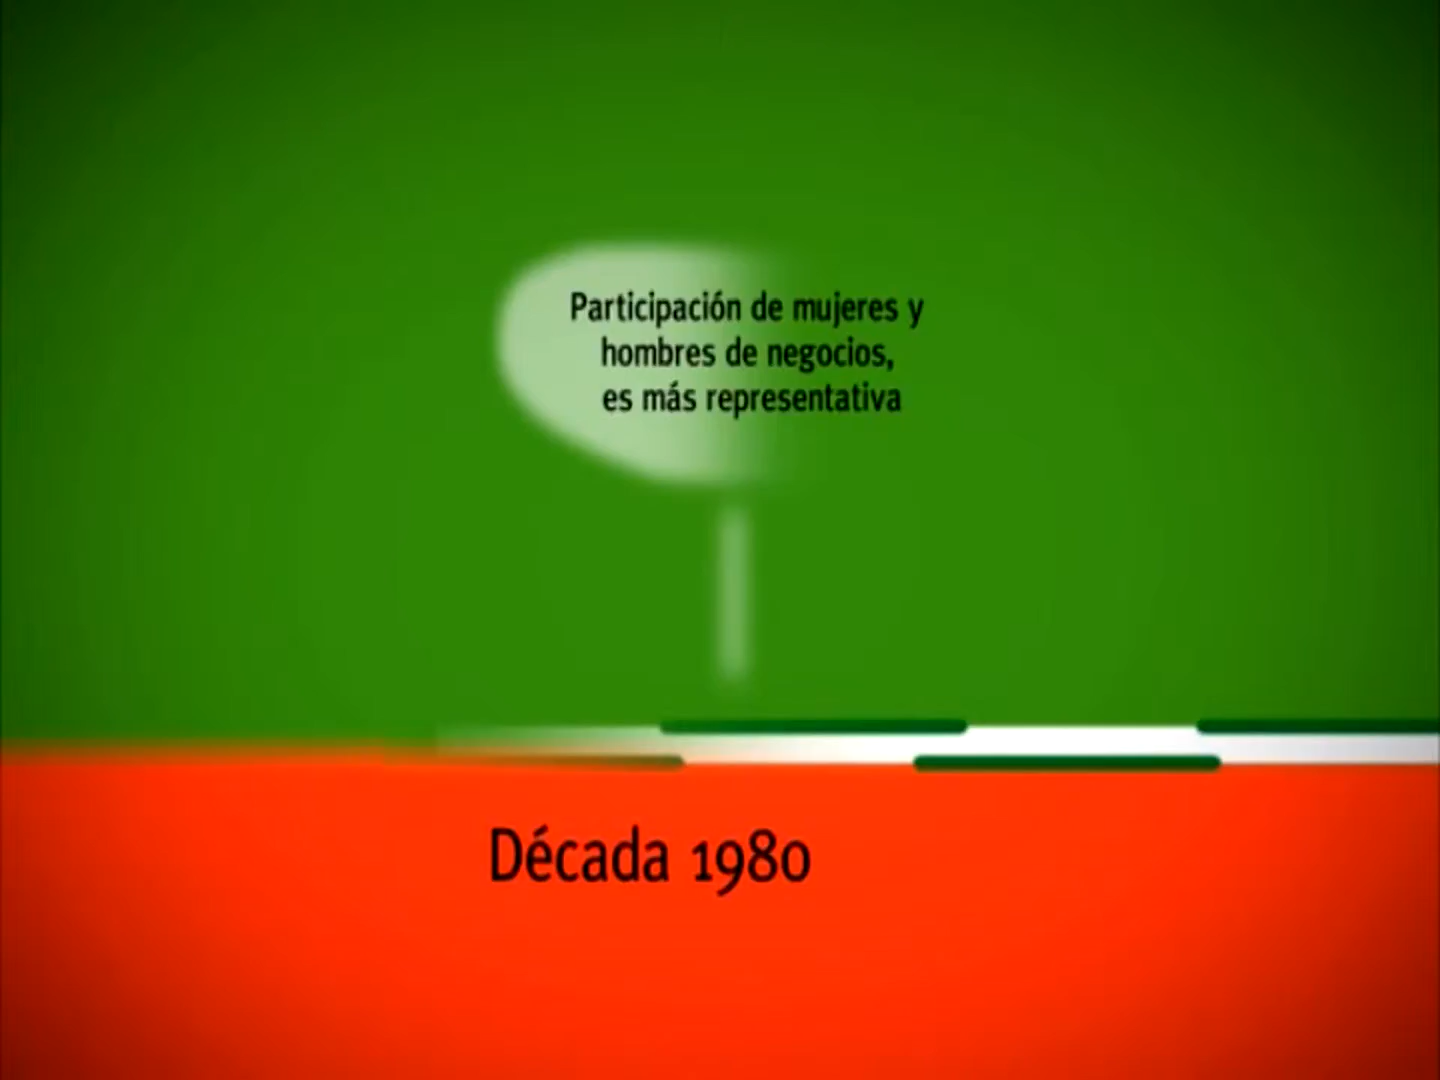 Participación de mujeres y
hombres de negocios,
es más representativa
Década 1980